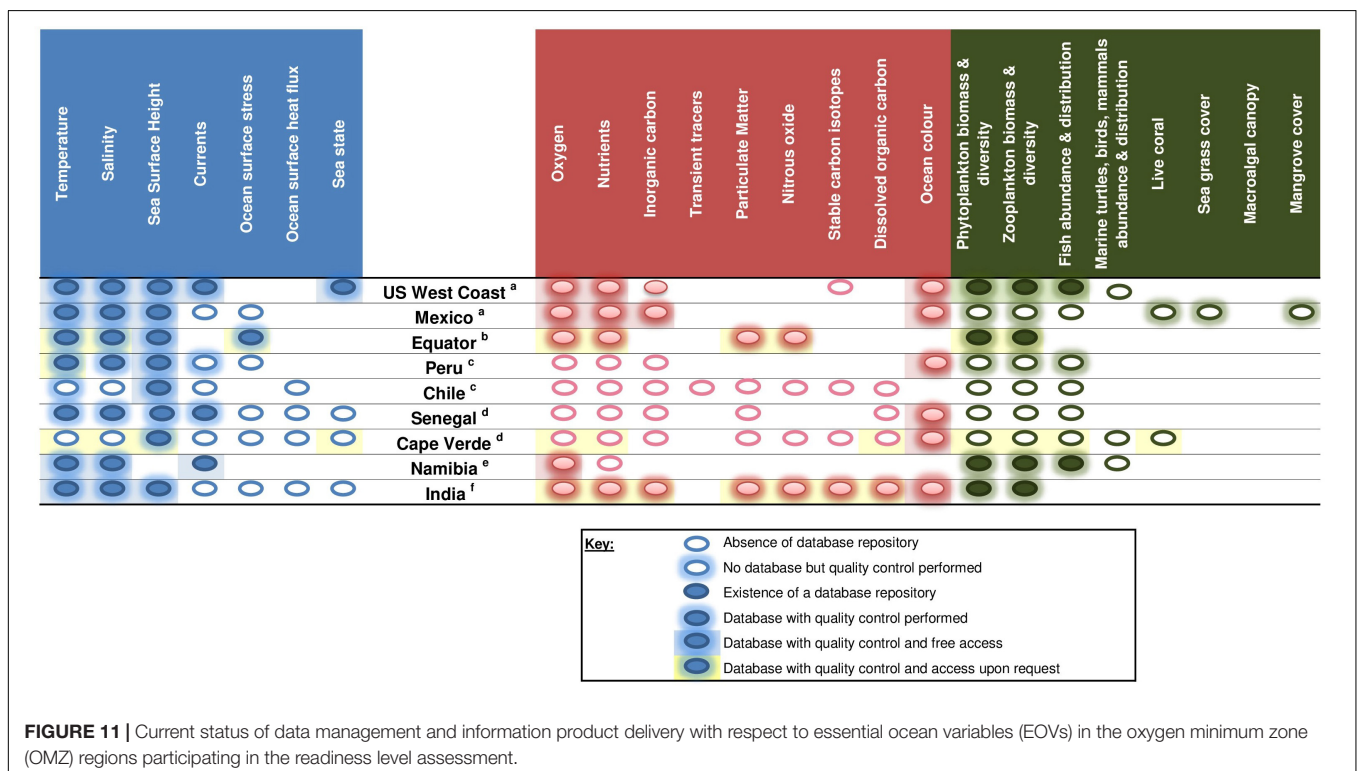 Temperature
Salinity
Sea Surface Height
Currents
Ocean surface stress
Ocean surface heat flux
Sea state
Oxygen
Nutrients
Inorganic carbon
Transient tracers
Particulate Matter
Nitrous oxide
Stable carbon isotopes
Dissolved organic carbon
Ocean colour
Phytoplankton biomass &
diversity
Zooplankton biomass &
diversity
Fish abundance & distribution
Marine turtles, birds, mammals
abundance & distribution
Live coral
Sea grass cover
Macroalgal canopy
Mangrove cover
US West Coast a
Mexico a
Equator b
Peru c
Chile c
Senegal d
Cape Verde d
Namibia e
India f
Key:
Absence of database repository
No database but quality control performed
Existence of a database repository
Database with quality control performed
Database with quality control and free access
Database with quality control and access upon request
FIGURE 11 | Current status of data management and information product delivery with respect to essential ocean variables (EOVs) in the oxygen minimum zone
(OMZ) regions participating in the readiness level assessment.